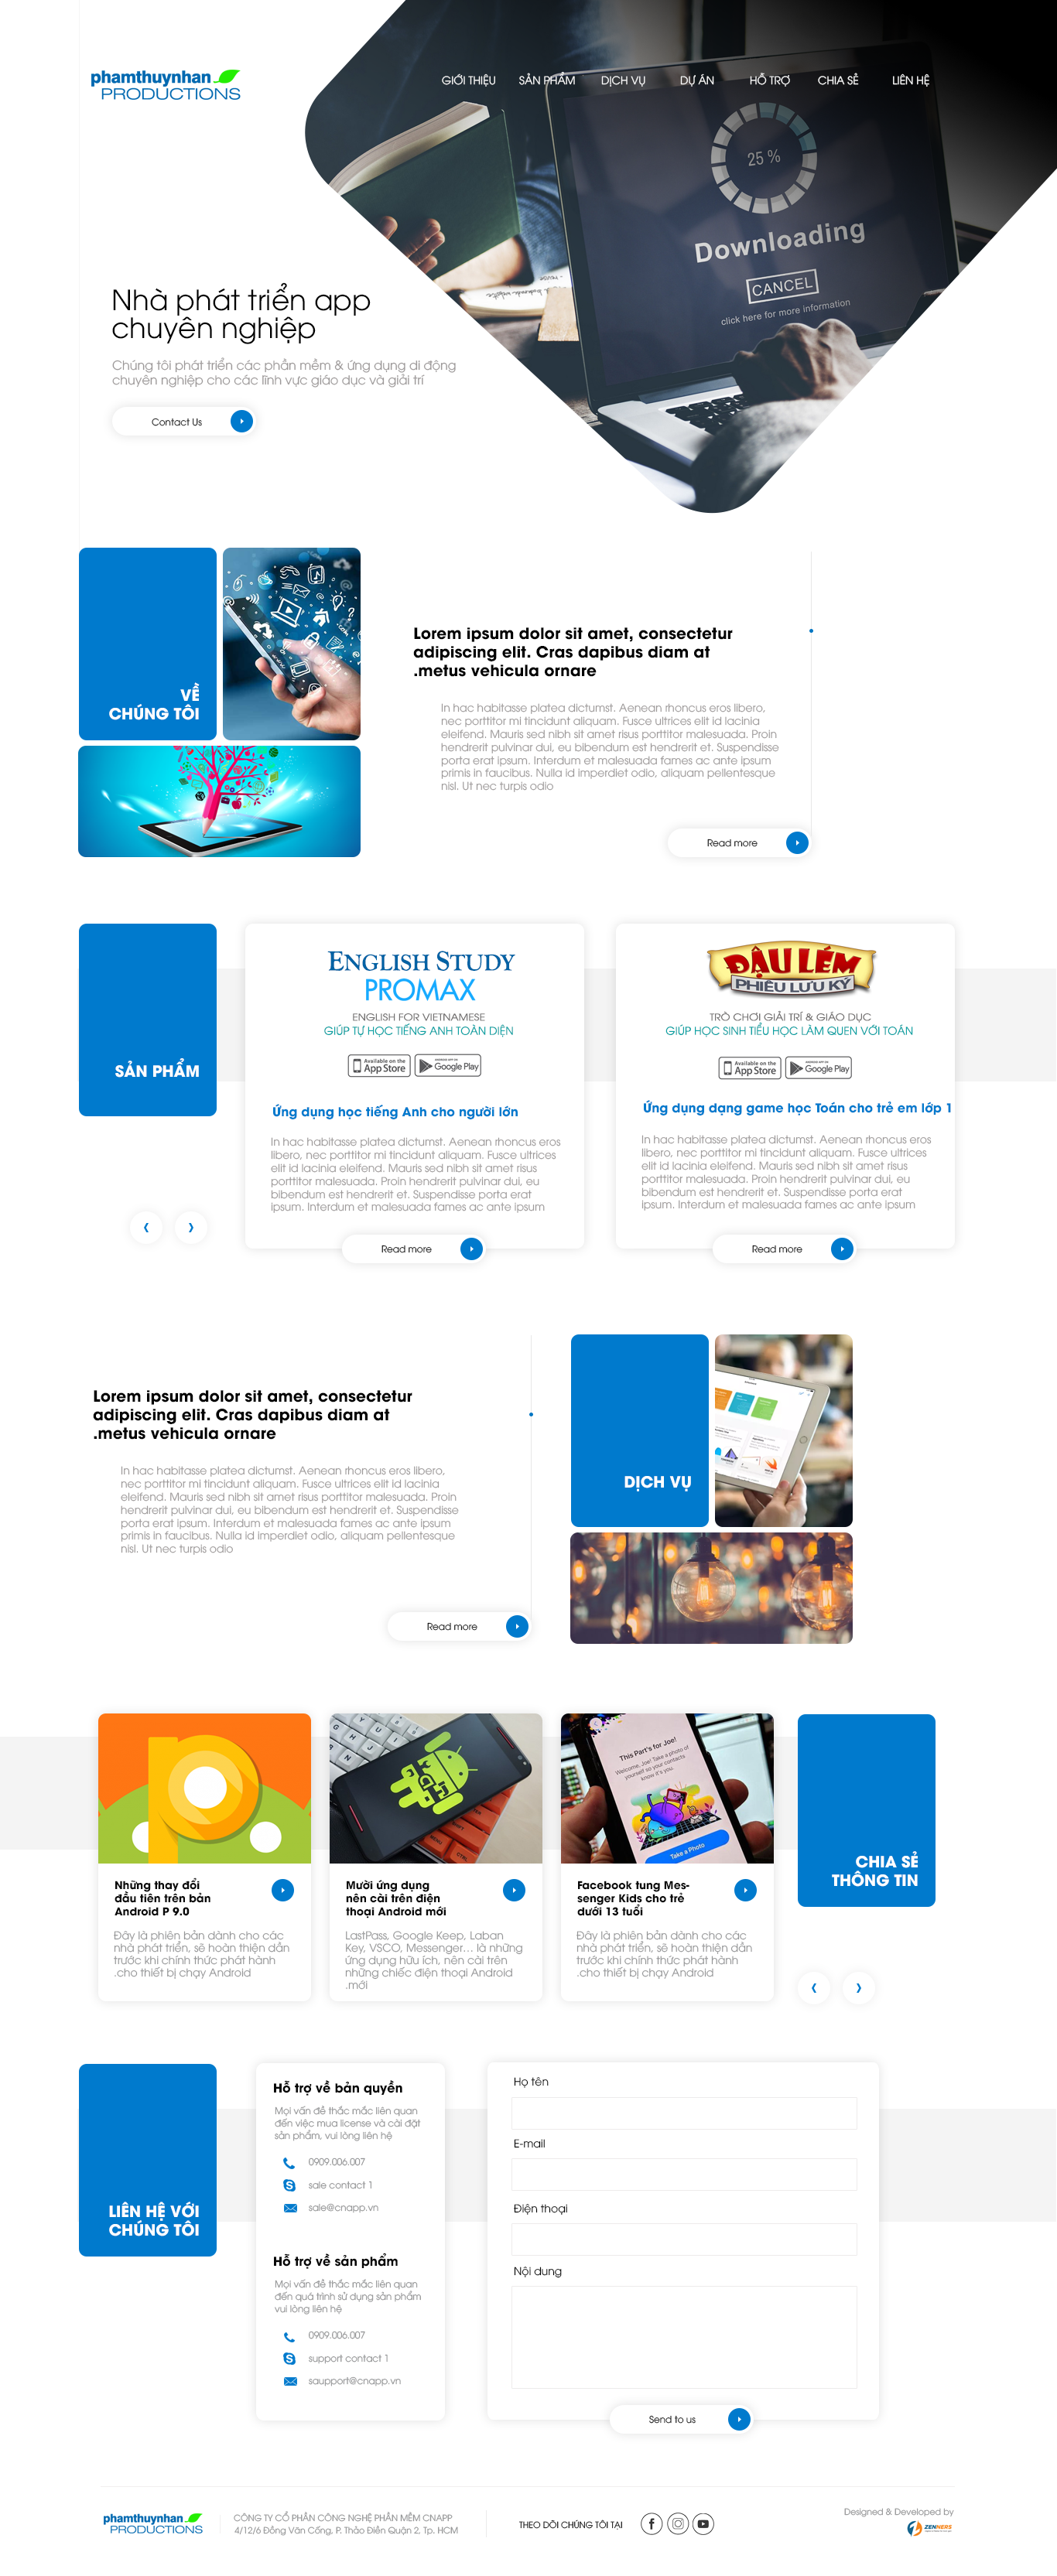 phamthuynhan
PRODUCTIONS
GIỚI THIỆU SẢN PHẨM DỊCH VỤ DỰ ÁN HỖ TRỢ CHIA SẺ LIÊN HỆ
25 %
Downloading
CANCEL
click here for more information
Nhà phát triển app
chuyên nghiệp
Chúng tôi phát triển các phần mềm & ứng dụng di động
chuyên nghiệp cho các lĩnh vực giáo dục và giải trí
Contact Us
VỀ
CHÚNG TÔI
Lorem ipsum dolor sit amet, consectetur
adipiscing elit. Cras dapibus diam at
.metus vehicula ornare
In hac habitasse platea dictumst. Aenean rhoncus eros libero,
nec porttitor mi tincidunt aliquam. Fusce ultrices elit id lacinia
eleifend. Mauris sed nibh sit amet risus porttitor malesuada. Proin
hendrerit pulvinar dui, eu bibendum est hendrerit et. Suspendisse
porta erat ipsum. Interdum et malesuada fames ac ante ipsum
primis in faucibus. Nulla id imperdiet odio, aliquam pellentesque
nisl. Ut nec turpis odio
Read more
SẢN PHẨM
ENGLISH STUDY
PROMAX
ENGLISH FOR VIETNAMESE
GIÚP TỰ HỌC TIẾNG ANH TOÀN DIỆN
Available on the
App Store
ANDROID APP ON
Google Play
Ứng dụng học tiếng Anh cho người lớn
In hac habitasse platea dictumst. Aenean rhoncus eros
libero, nec porttitor mi tincidunt aliquam. Fusce ultrices
elit id lacinia eleifend. Mauris sed nibh sit amet risus
porttitor malesuada. Proin hendrerit pulvinar dui, eu
bibendum est hendrerit et. Suspendisse porta erat
ipsum. Interdum et malesuada fames ac ante ipsum
Read more
ĐẬU LÉM
PHIÊU LƯU KÝ
TRÒ CHƠI GIẢI TRÍ & GIÁO DỤC
GIÚP HỌC SINH TIỂU HỌC LÀM QUEN VỚI TOÁN
Available on the
App Store
ANDROID APP ON
Google Play
Ứng dụng dạng game học Toán cho trẻ em lớp 1
In hac habitasse platea dictumst. Aenean rhoncus eros
libero, nec porttitor mi tincidunt aliquam. Fusce ultrices
elit id lacinia eleifend. Mauris sed nibh sit amet risus
porttitor malesuada. Proin hendrerit pulvinar dui, eu
bibendum est hendrerit et. Suspendisse porta erat
ipsum. Interdum et malesuada fames ac ante ipsum
Read more
Lorem ipsum dolor sit amet, consectetur
adipiscing elit. Cras dapibus diam at
.metus vehicula ornare
In hac habitasse platea dictumst. Aenean rhoncus eros libero,
nec porttitor mi tincidunt aliquam. Fusce ultrices elit id lacinia
eleifend. Mauris sed nibh sit amet risus porttitor malesuada. Proin
hendrerit pulvinar dui, eu bibendum est hendrerit et. Suspendisse
porta erat ipsum. Interdum et malesuada fames ac ante ipsum
primis in faucibus. Nulla id imperdiet odio, aliquam pellentesque
nisl. Ut nec turpis odio
Read more
DỊCH VỤ
Những thay đổi
đầu tiên trên bản
Android P 9.0
Đây là phiên bản dành cho các
nhà phát triển, sẽ hoàn thiện dần
trước khi chính thức phát hành
.cho thiết bị chạy Android
Mười ứng dụng
nên cài trên điện
thoại Android mới
LastPass, Google Keep, Laban
Key, VSCO, Messenger... là những
ứng dụng hữu ích, nên cài trên
những chiếc điện thoại Android
.mới
This Part's for Joe!
Welcome, Joe! Take a photo of
yourself so your contacts
know it's you.
Take a Photo
Facebook tung Mes-
senger Kids cho trẻ
dưới 13 tuổi
Đây là phiên bản dành cho các
nhà phát triển, sẽ hoàn thiện dần
trước khi chính thức phát hành
.cho thiết bị chạy Android
CHIA SẺ
THÔNG TIN
LIÊN HỆ VỚI
CHÚNG TÔI
Hỗ trợ về bản quyền
Mọi vấn đề thắc mắc liên quan
đến việc mua license và cài đặt
sản phẩm, vui lòng liên hệ
0909.006.007
sale contact 1
sale@cnapp.vn
Hỗ trợ về sản phẩm
Mọi vấn đề thắc mắc liên quan
đến quá trình sử dụng sản phẩm
vui lòng liên hệ
0909.006.007
support contact 1
saupport@cnapp.vn
Họ tên
E-mail
Điện thoại
Nội dung
Send to us
phamthuynhan
PRODUCTIONS
CÔNG TY CỔ PHẦN CÔNG NGHỆ PHẦN MỀM CNAPP
4/12/6 Đồng Văn Cống, P. Thảo Điền Quận 2, Tp. HCM
THEO DÕI CHÚNG TÔI TẠI
Designed & Developed by
ZENNERS